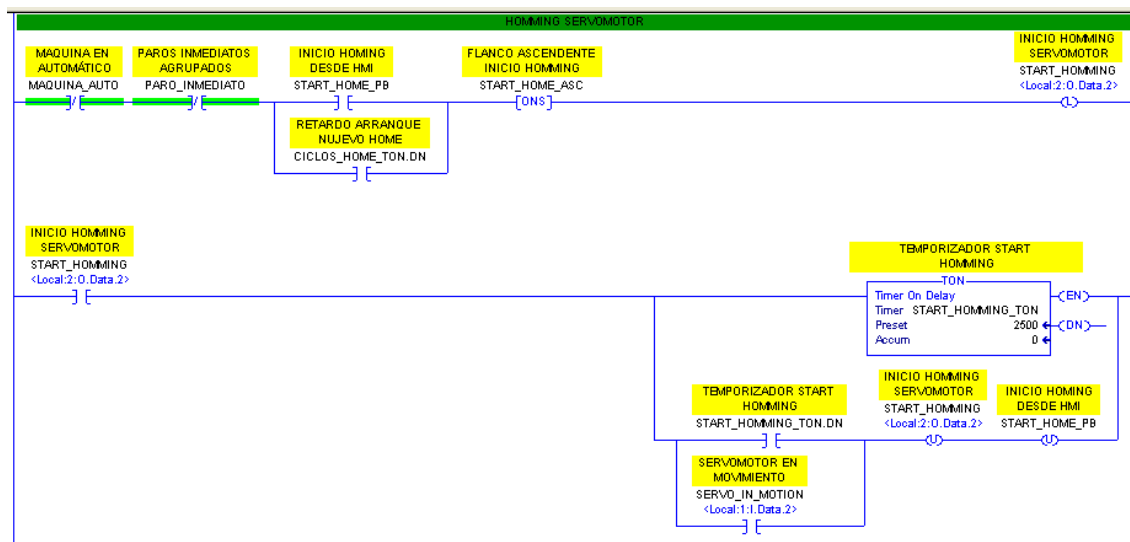 HOMMING SERVOMOTOR
MAQUINA EN
AUTOMÁTICO
MAQUINA_AUTO
PAROS INMEDIATOS
AGRUPADOS
PARO_INMEDIATO
INICIO HOMING
DESDE HMI
START_HOME_PB
FLANCO ASCENDENTE
INICIO HOMMING
START_HOME_ASC
ONS
INICIO HOMMING
SERVOMOTOR
START_HOMMING
<Local:2:O.Data.2>
L
RETARDO ARRANQUE
NUJEVO HOME
CICLOS_HOME_TON.DN
INICIO HOMMING
SERVOMOTOR
START_HOMMING
<Local:2:O.Data.2>
TEMPORIZADOR START
HOMMING
TON
Timer On Delay
Timer START_HOMMING_TON
Preset 2500
Accum 0
EN
DN
TEMPORIZADOR START
HOMMING
START_HOMMING_TON.DN
INICIO HOMMING
SERVOMOTOR
START_HOMMING
<Local:2:O.Data.2>
U
INICIO HOMING
DESDE HMI
START_HOME_PB
U
SERVOMOTOR EN
MOVIMIENTO
SERVO_IN_MOTION
<Local:1:I.Data.2>